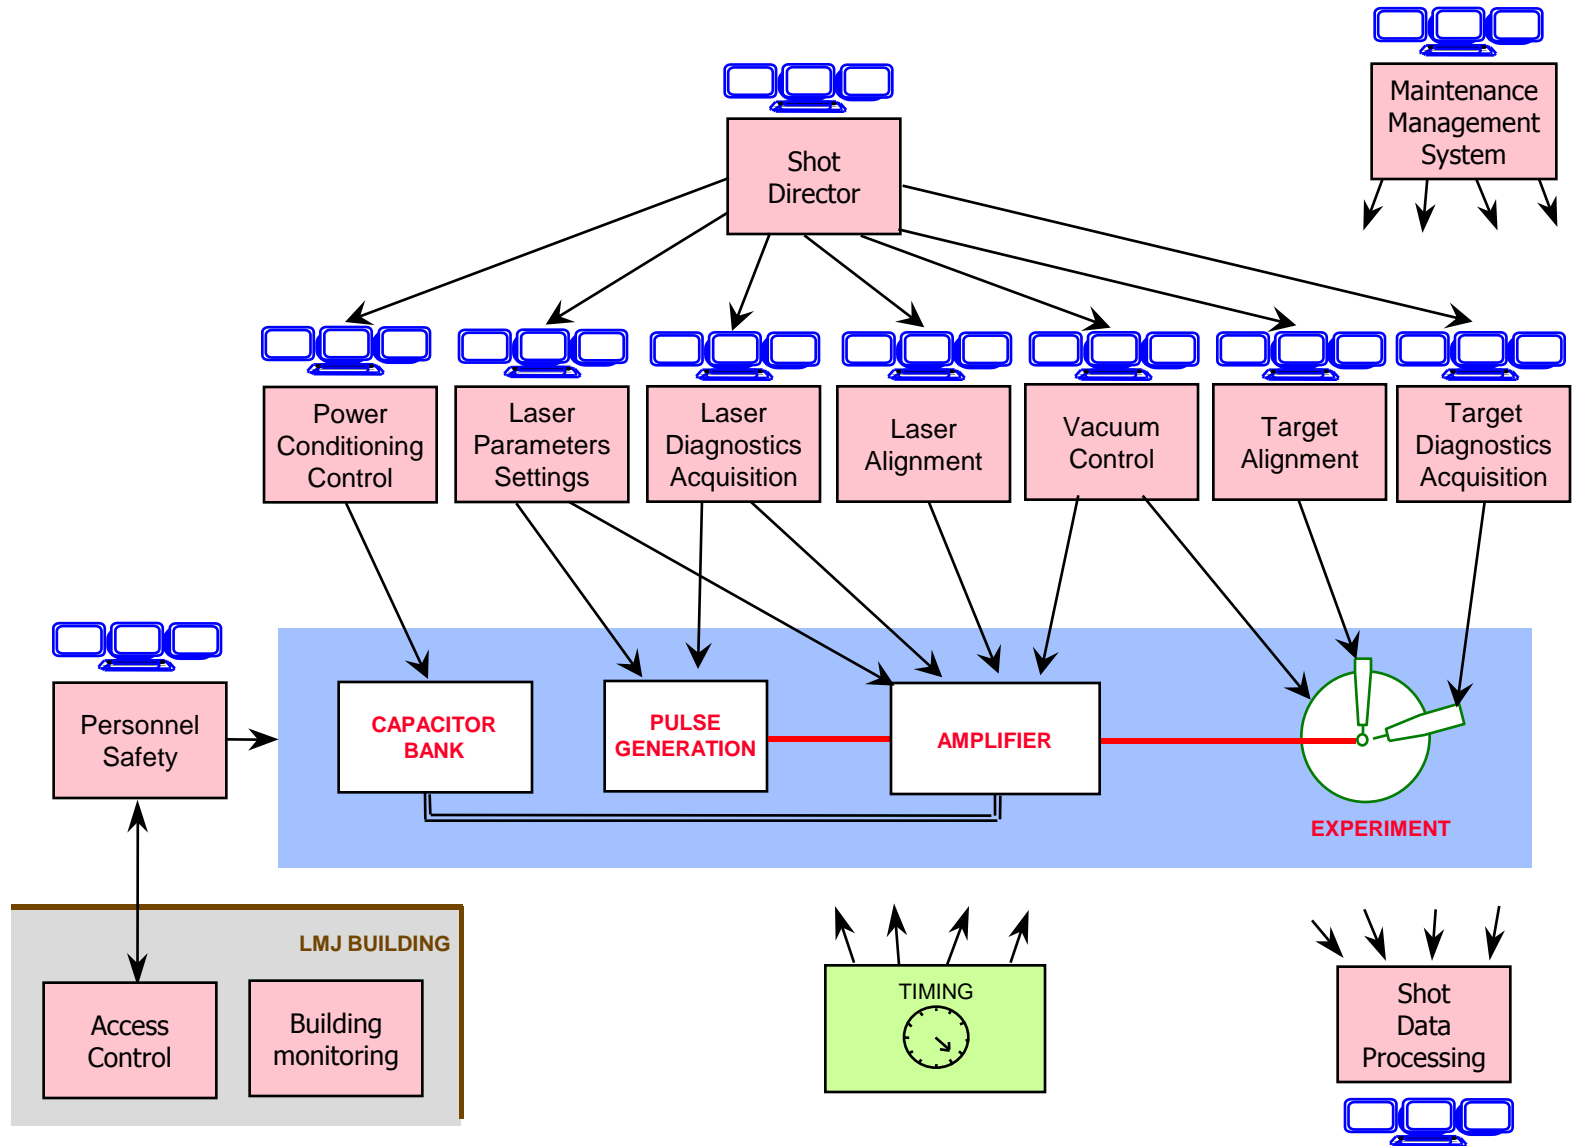 Maintenance
Management
System
Shot
Director
Power
Conditioning
Control
Laser
Parameters
Settings
Laser
Diagnostics
Acquisition
Laser
Alignment
Vacuum
Control
Target
Alignment
Target
Diagnostics
Acquisition
Personnel
Safety
CAPACITOR
BANK
PULSE
GENERATION
AMPLIFIER
EXPERIMENT
LMJ BUILDING
Access
Control
Building
monitoring
TIMING
Shot
Data
Processing